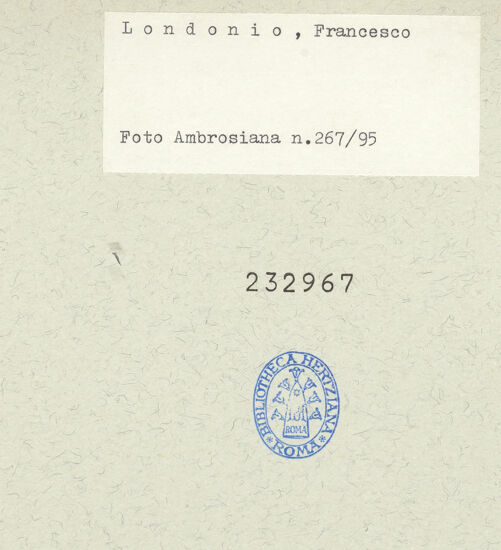 L o n d o n i o , Francesco
Foto Ambrosiana n.267/95
232967
BIBLIOTHECA HERTZIANA
ROMA
* ROMA *